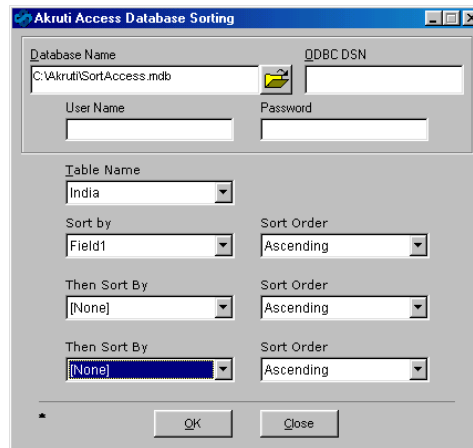 Akruti Access Database Sorting
Database Name ODBC DSN
C:\Akruti\SortAccess.mdb
User Name Password
Table Name
India
Sort by Sort Order
Field1 Ascending
Then Sort By Sort Order
[None] Ascending
Then Sort By Sort Order
[None] Ascending
* OK Close